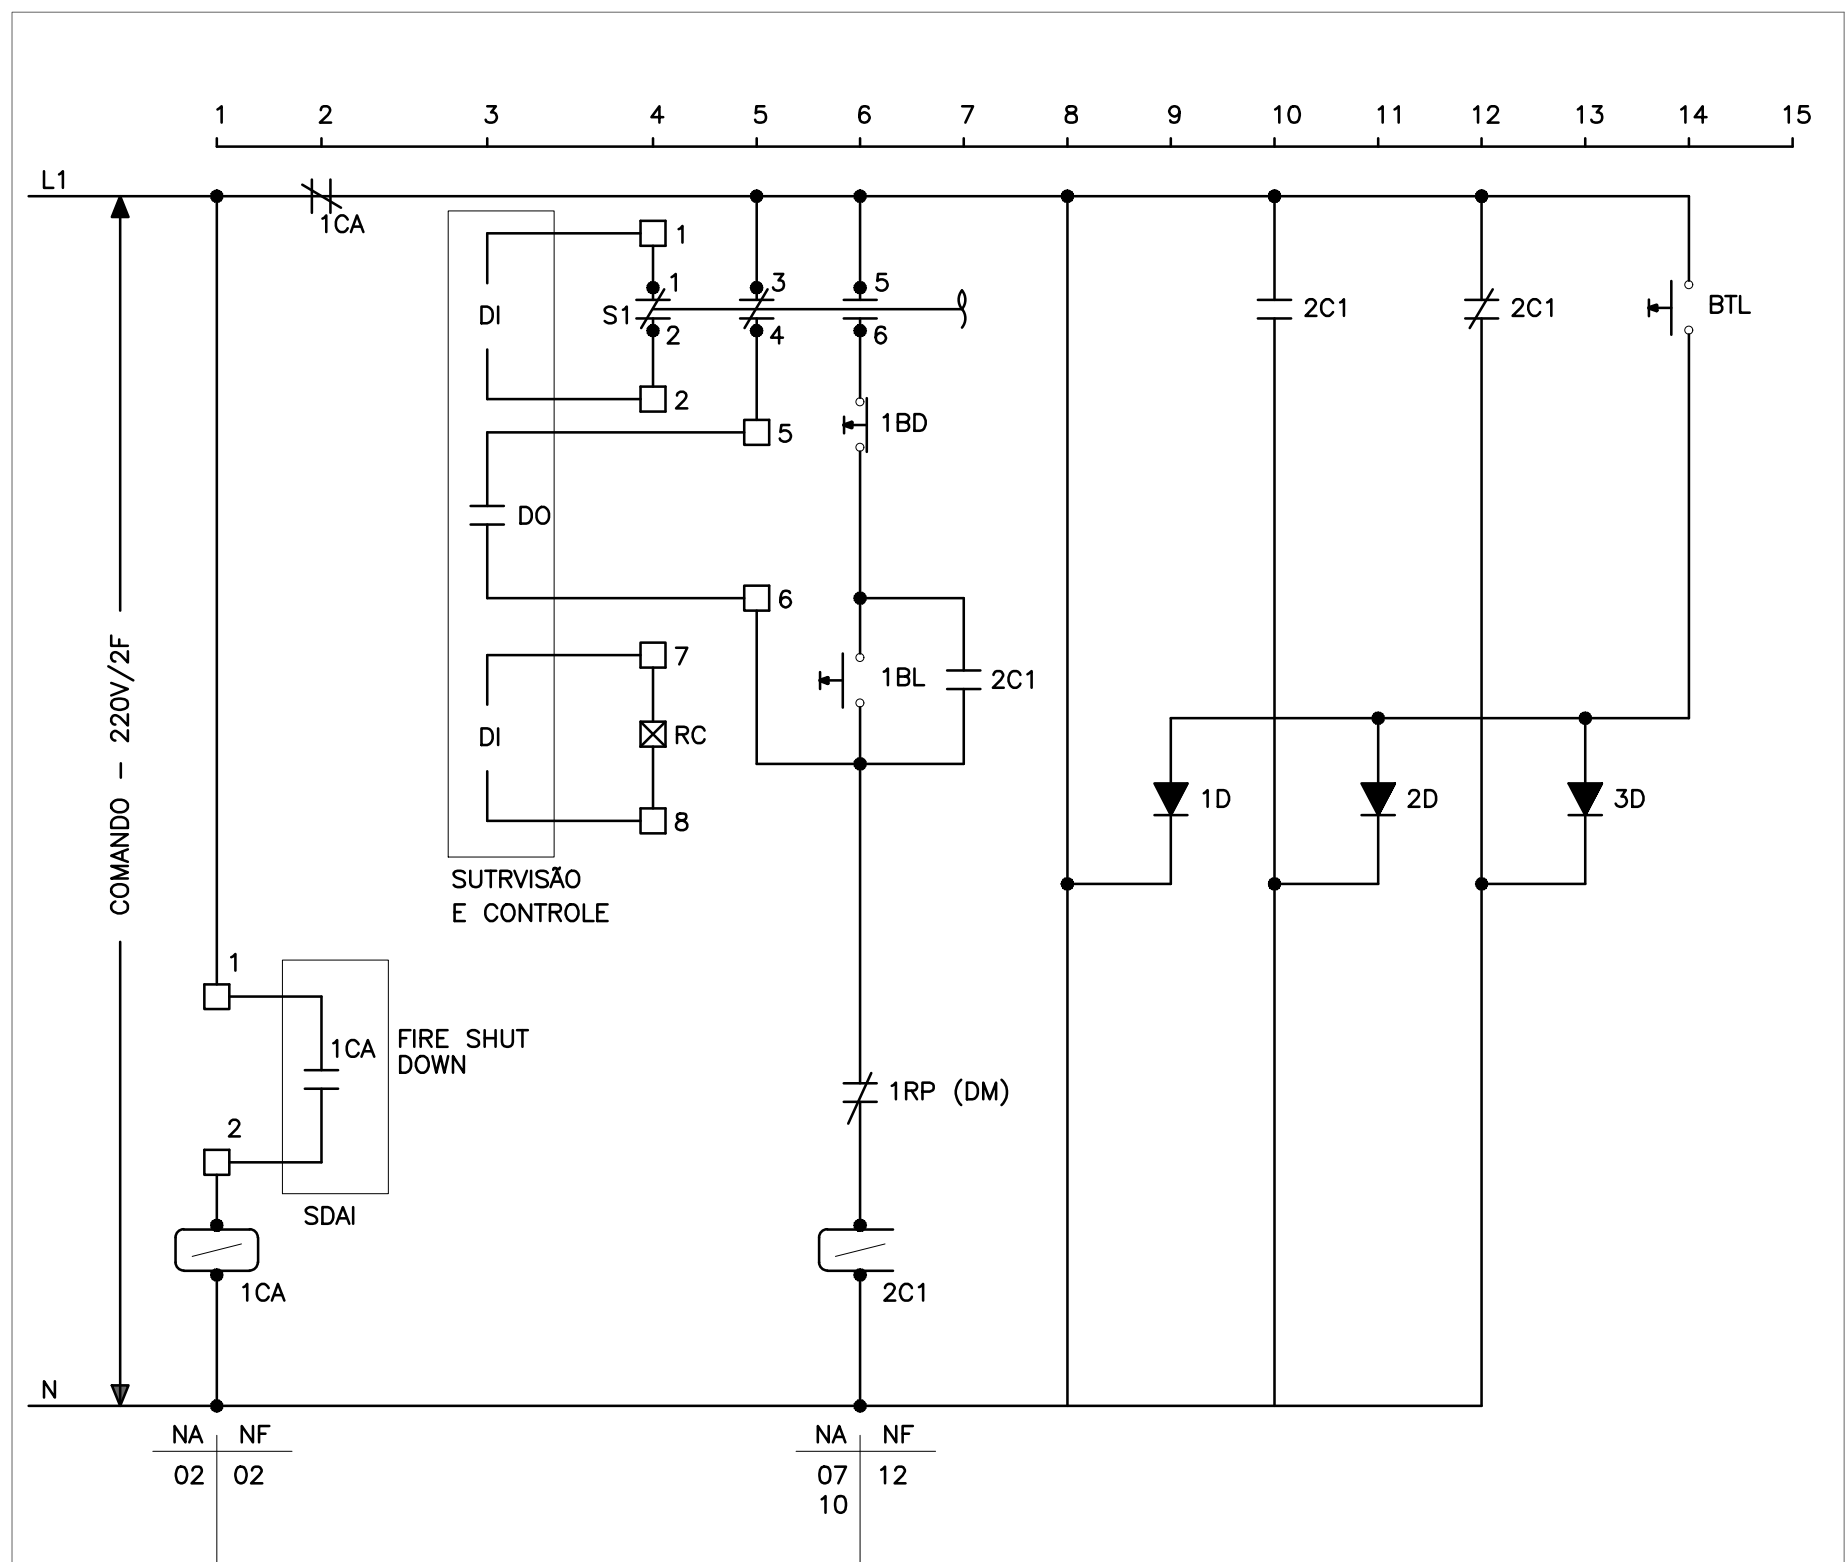 1 2 3 4 5 6 7 8 9 10 11 12 13 14 15
L1
1CA
1
1 3 5
DI S1 2C1 2C1 BTL
2 4 6
2
1BD
5
DO
6
7 1BL 2C1
DI RC
1D 2D 3D
8
COMANDO - 220V/2F
SUTRVISÃO
E CONTROLE
1
1CA FIRE SHUT
DOWN
1RP (DM)
2
SDAI
1CA 2C1
N
NA NF NA NF
02 02 07 12
10